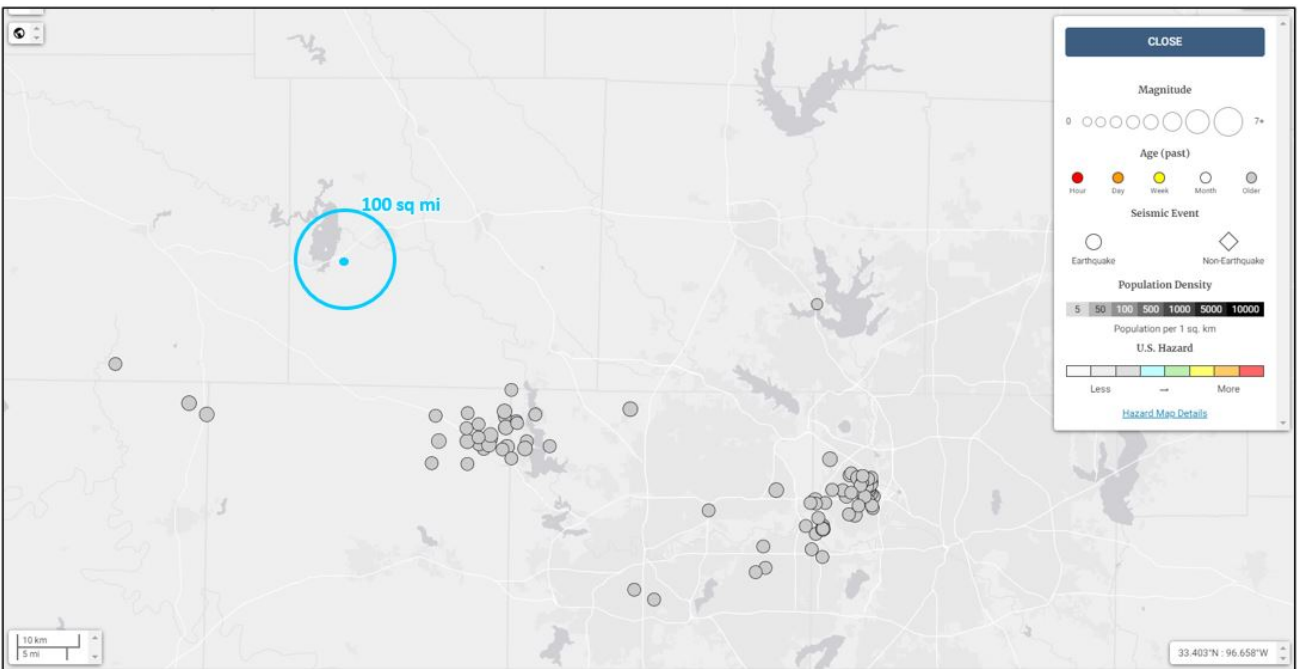 CLOSE
Magnitude
0 7+
Age (past)
Hour Day Week Month Older
Seismic Event
Earthquake Non-Earthquake
Population Density
5 50 100 500 1000 5000 10000
Population per 1 sq. km
U.S. Hazard
Less → More
Hazard Map Details
100 sq mi
10 km
5 mi
33.403°N : 96.658°W